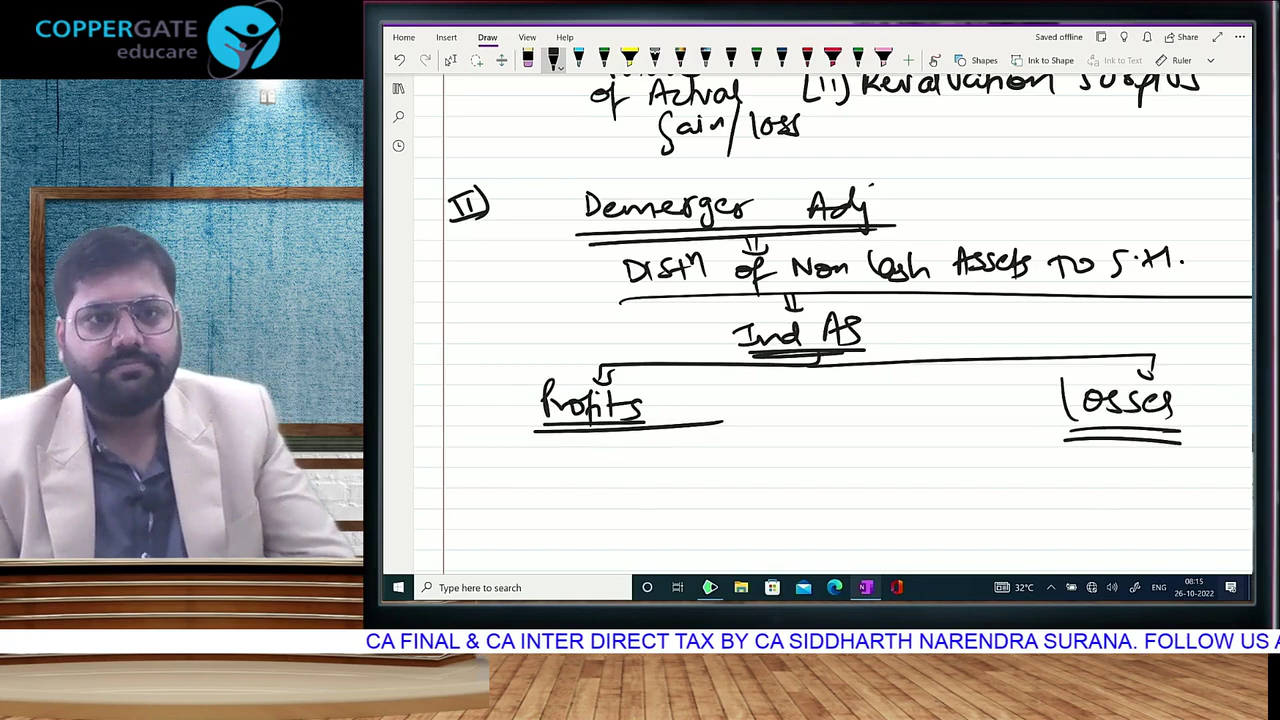 COPPERGATE
educare
Home Insert Draw View Help
Saved offline
Share
Shapes
Ink to Shape
Ink to Text
Ruler
of Actual [ii] Revaluation Surplus
Gain/loss
II) Demerger Adj
Distn of Non Cash Assets To S.H.
Ind AS
Profits Losses
Type here to search
32°C
ENG
08:15
26-10-2022
CA FINAL & CA INTER DIRECT TAX BY CA SIDDHARTH NARENDRA SURANA. FOLLOW US A